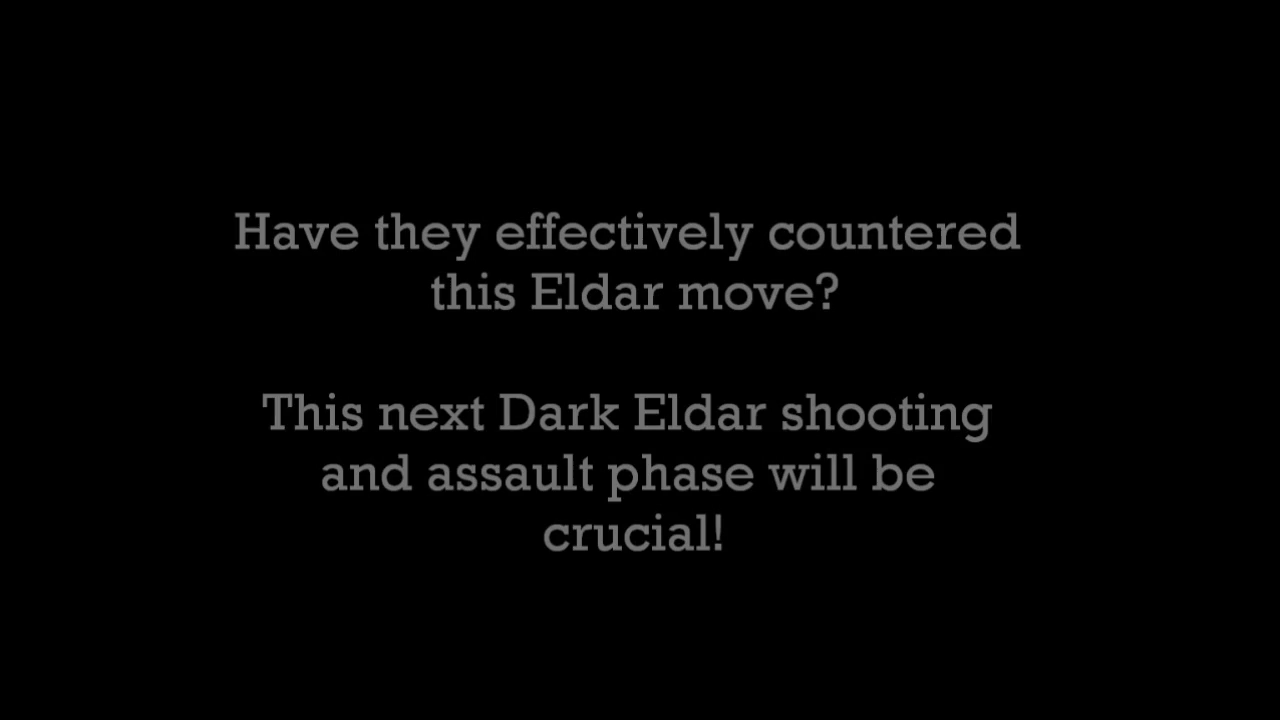 Have they effectively countered
this Eldar move?
This next Dark Eldar shooting
and assault phase will be
crucial!